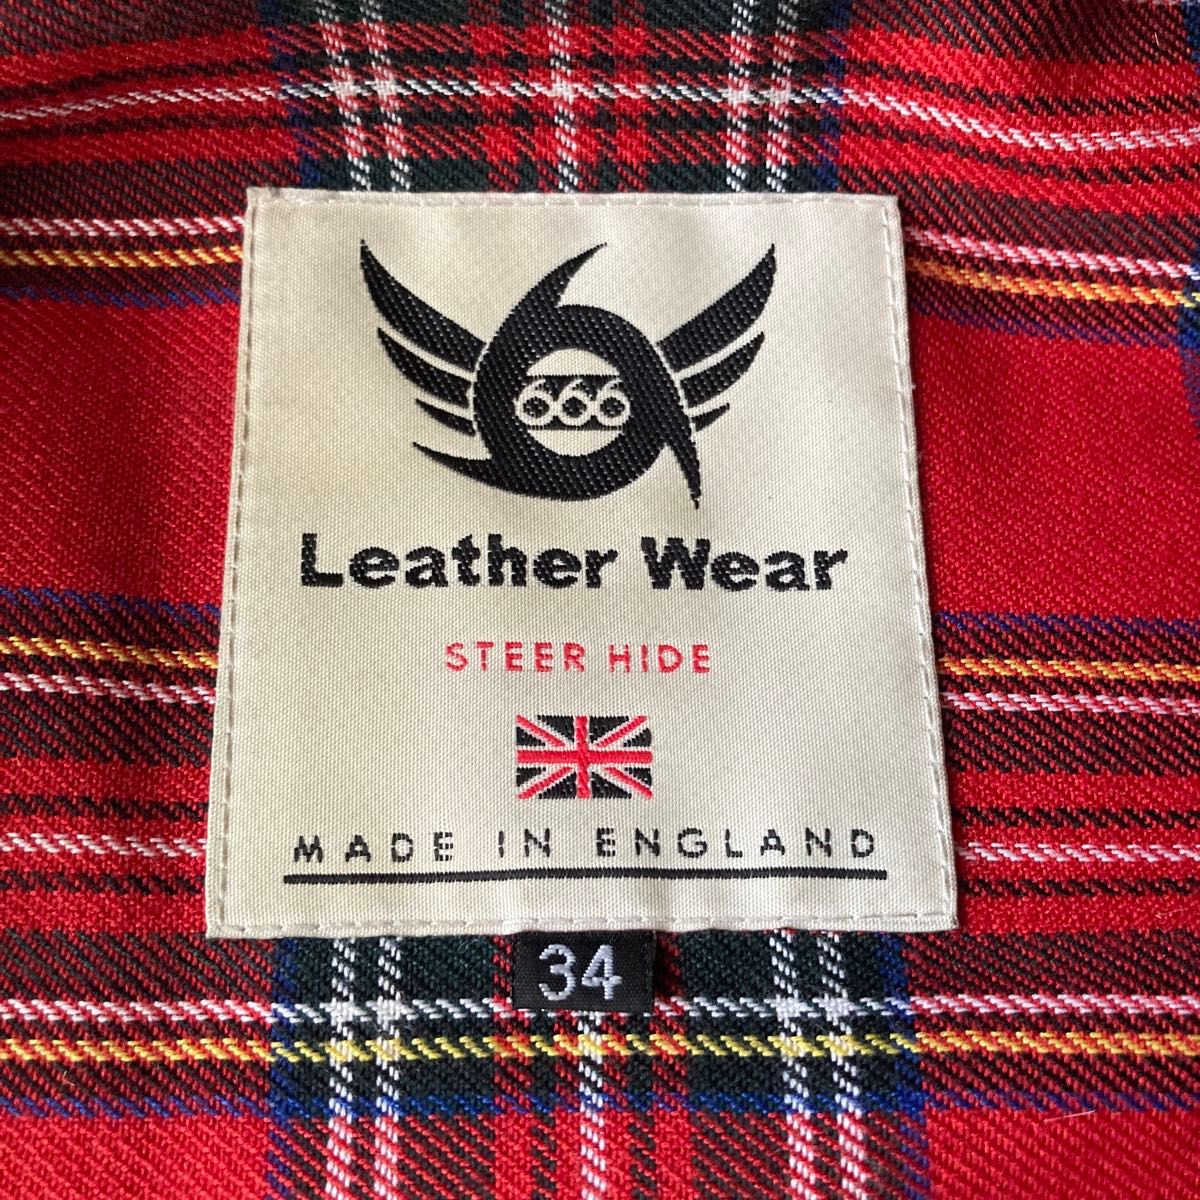 666
Leather Wear
STEER HIDE
MADE IN ENGLAND
34